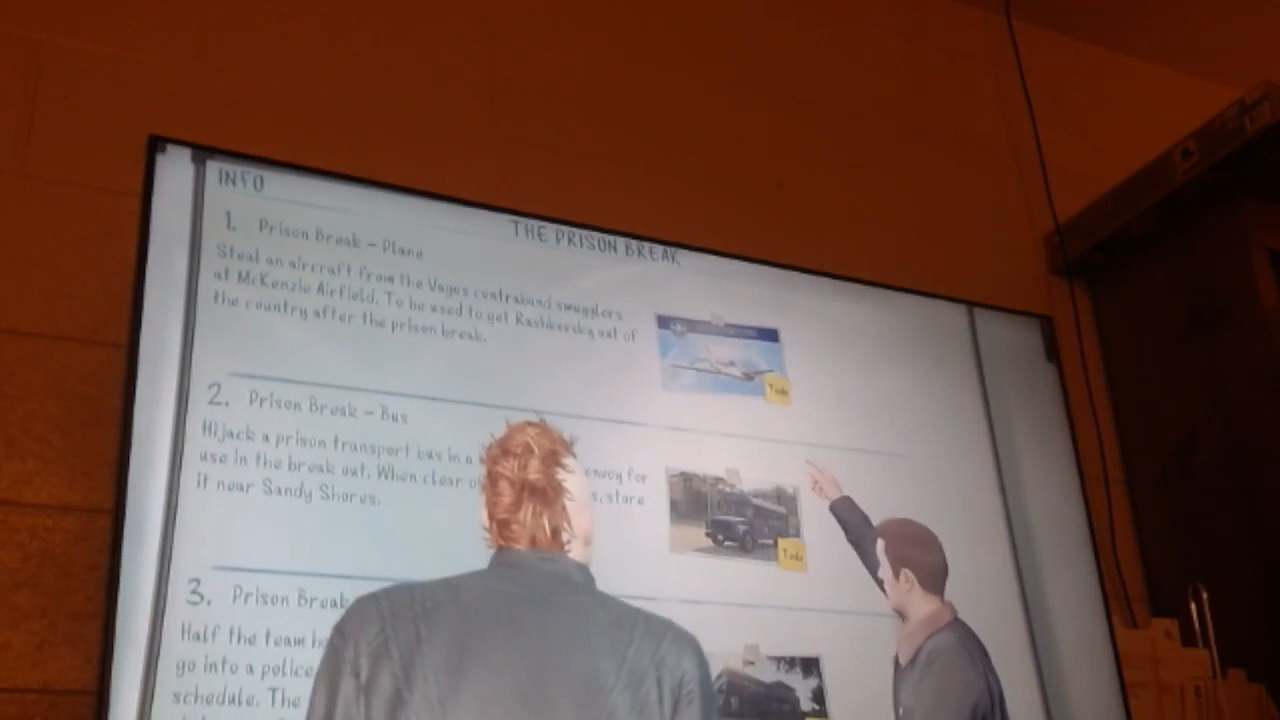 INFO
THE PRISON BREAK
1. Prison Break – Plane
Steal an aircraft from the Vagos contraband smugglers
at McKenzie Airfield. To be used to get Rashkovsky out of
the country after the prison break.
Todo
2. Prison Break – Bus
Hijack a prison transport bus in a
use in the break out. When clear o
it near Sandy Shores.
convoy for
s, store
Todo
3. Prison Break
Half the team h
go into a police
schedule. The